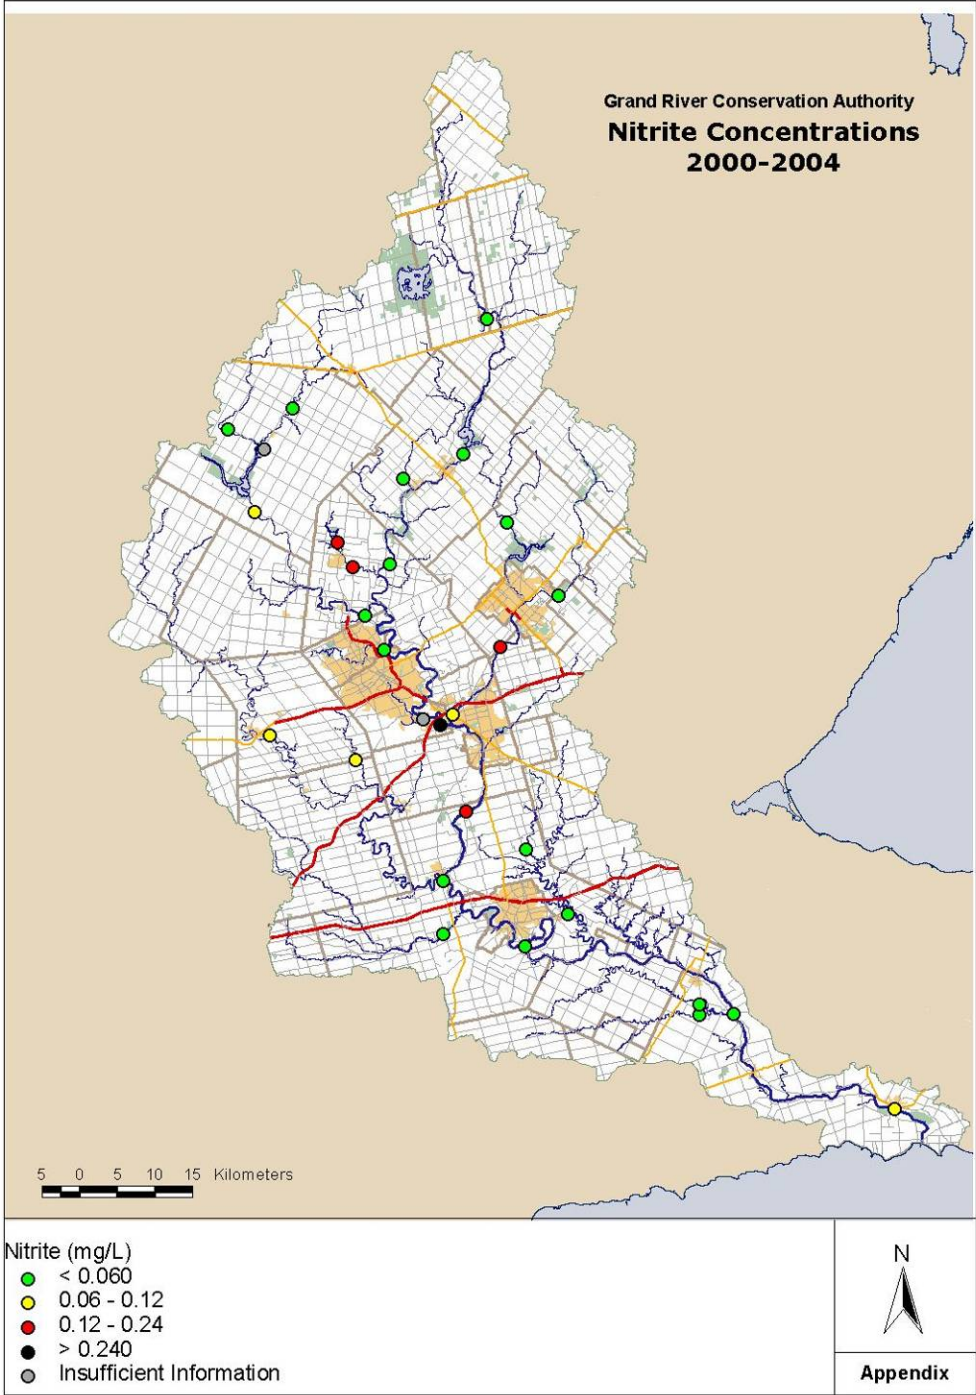 Grand River Conservation Authority
Nitrite Concentrations
2000-2004
5 0 5 10 15 Kilometers
Nitrite (mg/L)
< 0.060
0.06 - 0.12
0.12 - 0.24
> 0.240
Insufficient Information
N
Appendix